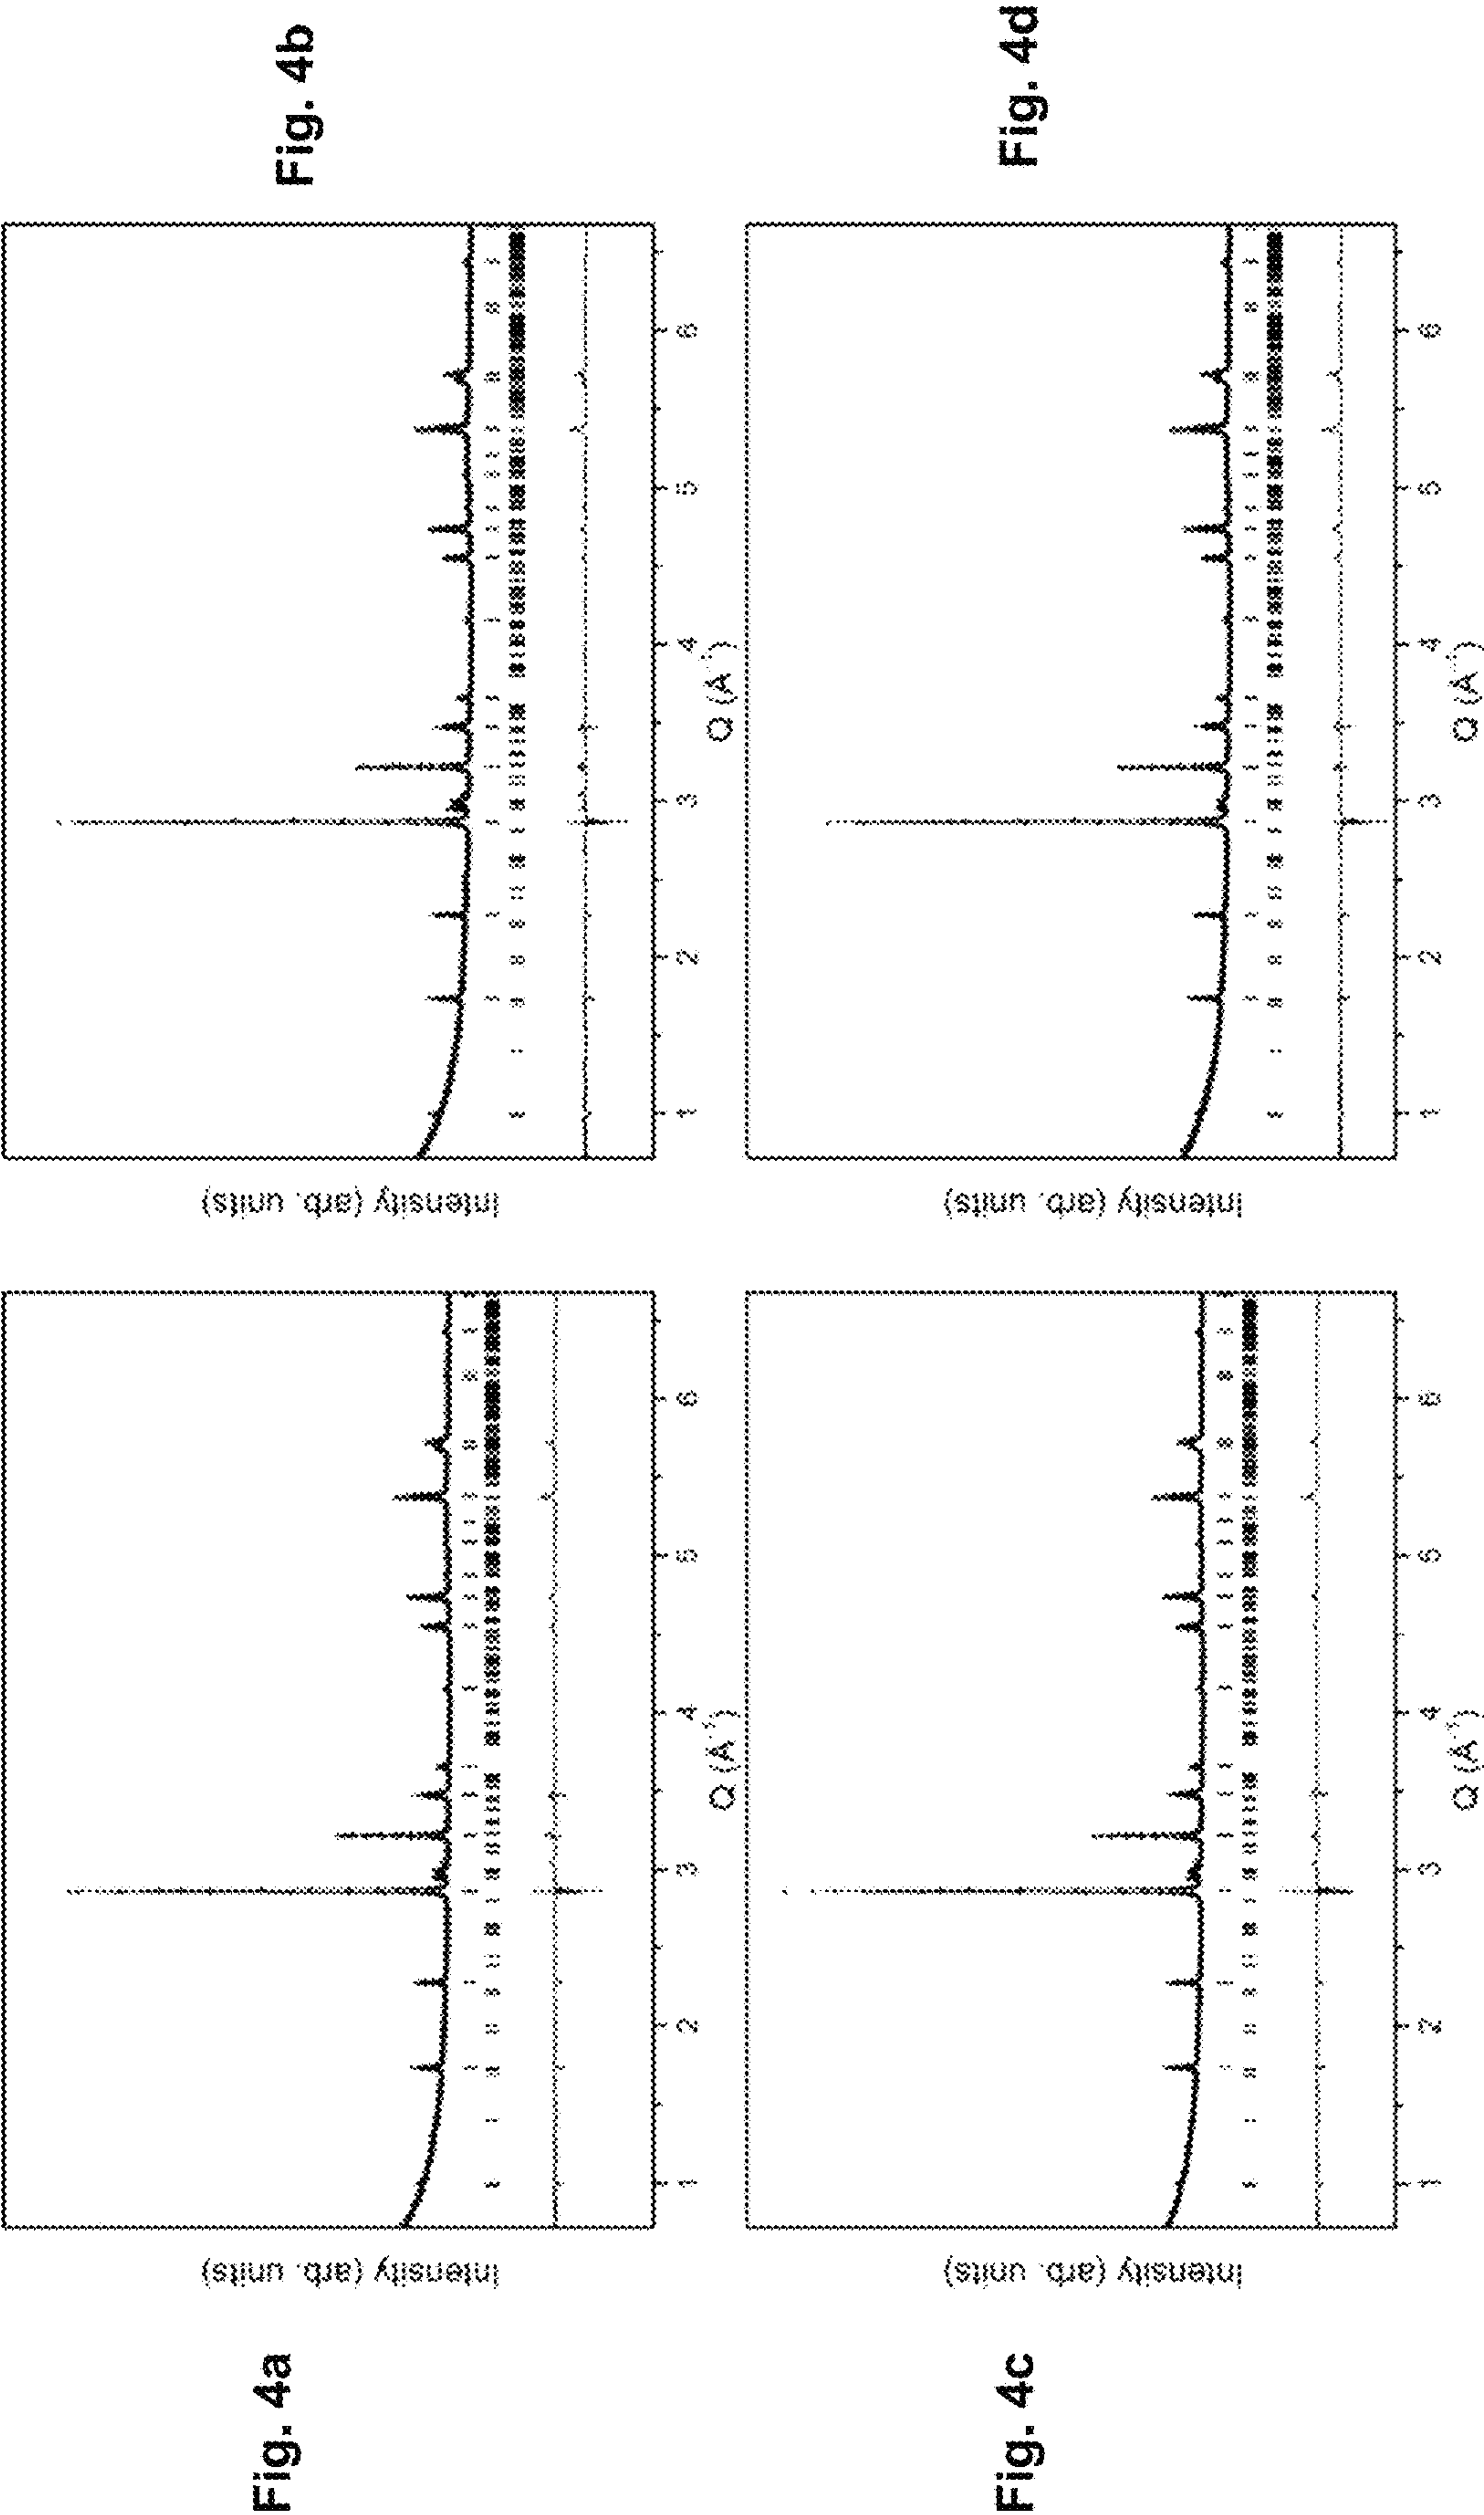 Fig. 4a
Intensity (arb. units)
1 2 3 4 5 6
Q (Å⁻¹)
Fig. 4b
Intensity (arb. units)
1 2 3 4 5 6
Q (Å⁻¹)
Fig. 4c
Intensity (arb. units)
1 2 3 4 5 6
Q (Å⁻¹)
Fig. 4d
Intensity (arb. units)
1 2 3 4 5 6
Q (Å⁻¹)